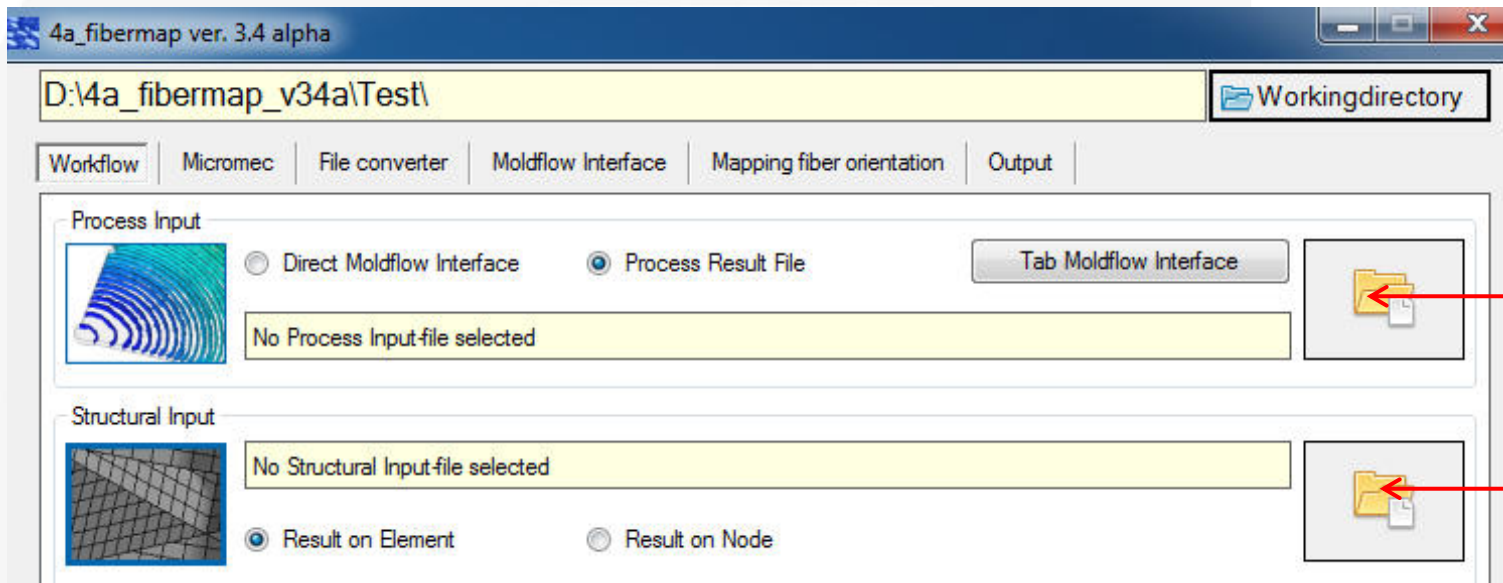 4a_fibermap ver. 3.4 alpha
D:\4a_fibermap_v34a\Test\ Workingdirectory
Workflow Micromec File converter Moldflow Interface Mapping fiber orientation Output
Process Input
Direct Moldflow Interface Process Result File Tab Moldflow Interface
No Process Input-file selected
Structural Input
No Structural Input-file selected
Result on Element Result on Node